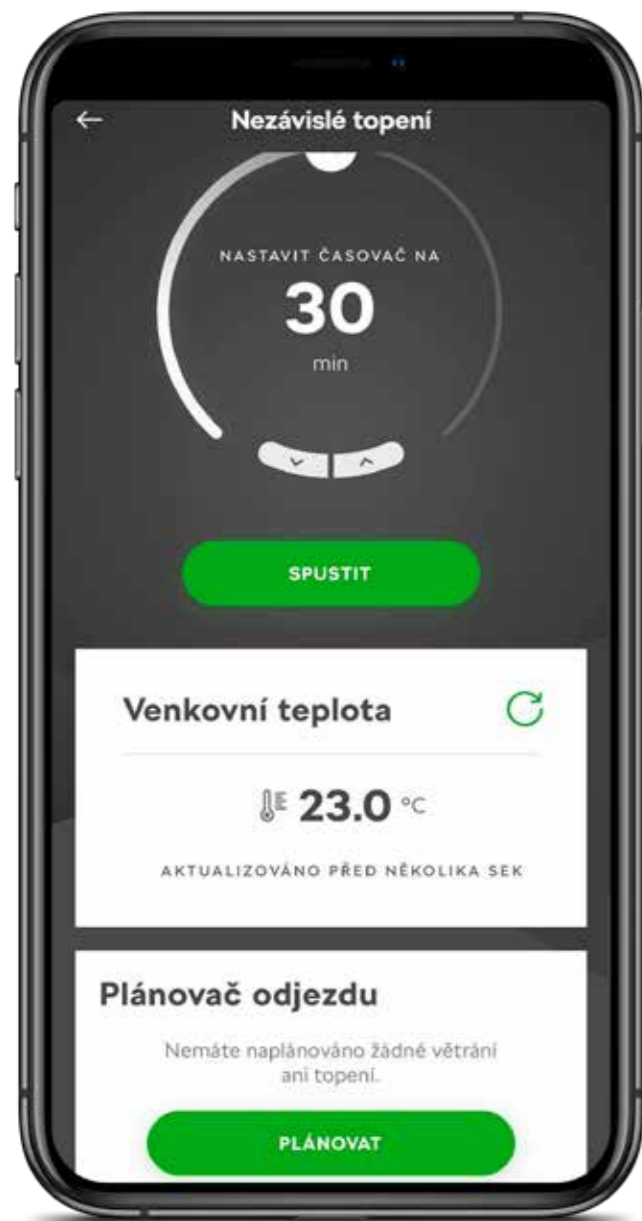 Nezávislé topení
NASTAVIT ČASOVAČ NA
30
min
SPUSTIT
Venkovní teplota
23.0 °C
AKTUALIZOVÁNO PŘED NĚKOLIKA SEK
Plánovač odjezdu
Nemáte naplánováno žádné větrání
ani topení.
PLÁNOVAT